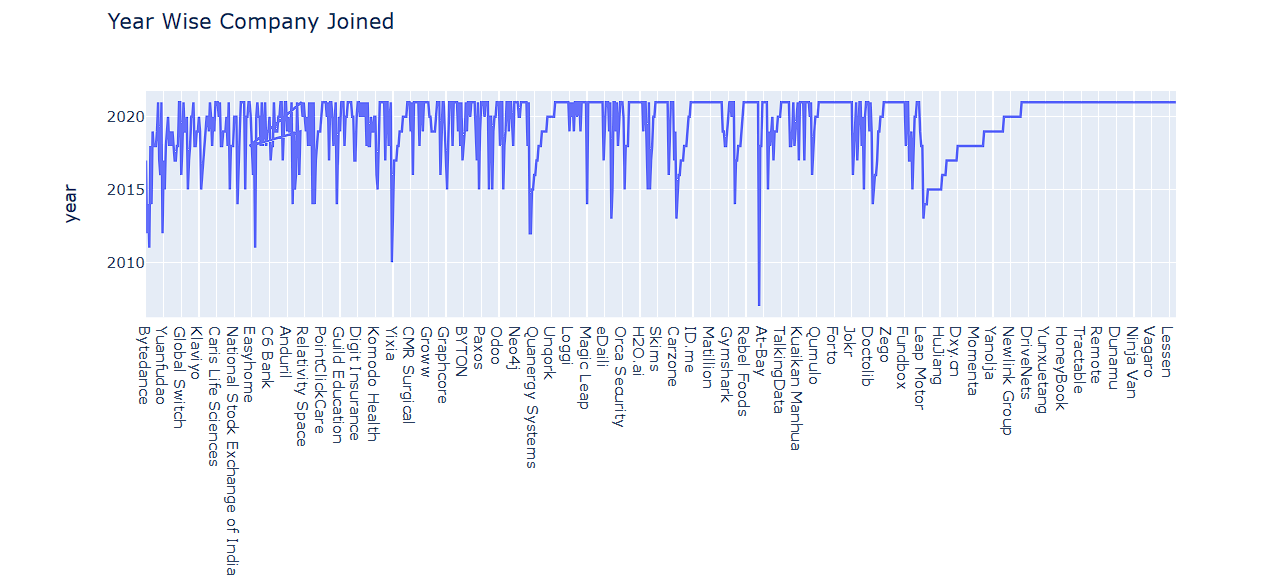 Year Wise Company Joined
year
2020
2015
2010
Bytedance
Yuanfudao
Global Switch
Klaviyo
Caris Life Sciences
National Stock Exchange of India
Easyhome
C6 Bank
Anduril
Relativity Space
PointClickCare
Guild Education
Digit Insurance
Komodo Health
Yixia
CMR Surgical
Groww
Graphcore
BYTON
Paxos
Odoo
Neo4j
Quanergy Systems
Unqork
Loggi
Magic Leap
eDaili
Orca Security
H2O.ai
Skims
Carzone
ID.me
Matillion
Gymshark
Rebel Foods
At-Bay
TalkingData
Kuaikan Manhua
Qumulo
Forto
Jokr
Doctolib
Zego
Fundbox
Leap Motor
HuJiang
Dxy.cn
Momenta
Yanolja
Newlink Group
DriveNets
Yunxuetang
HoneyBook
Tractable
Remote
Dunamu
Ninja Van
Vagaro
Lessen